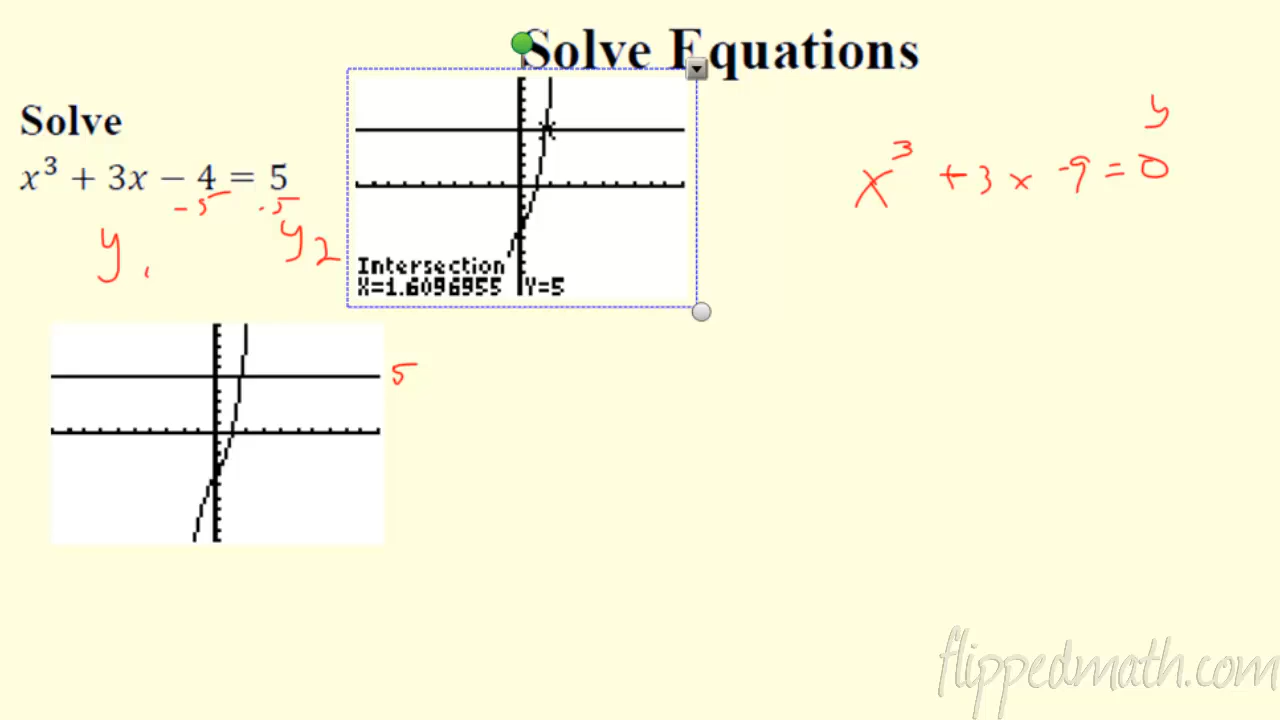 Solve Equations
Solve
x³ + 3x − 4 = 5
-5 -5
y1 y2
Intersection
X=1.6096955 Y=5
5
y
x³ + 3x -9 = 0
flippedmath.com